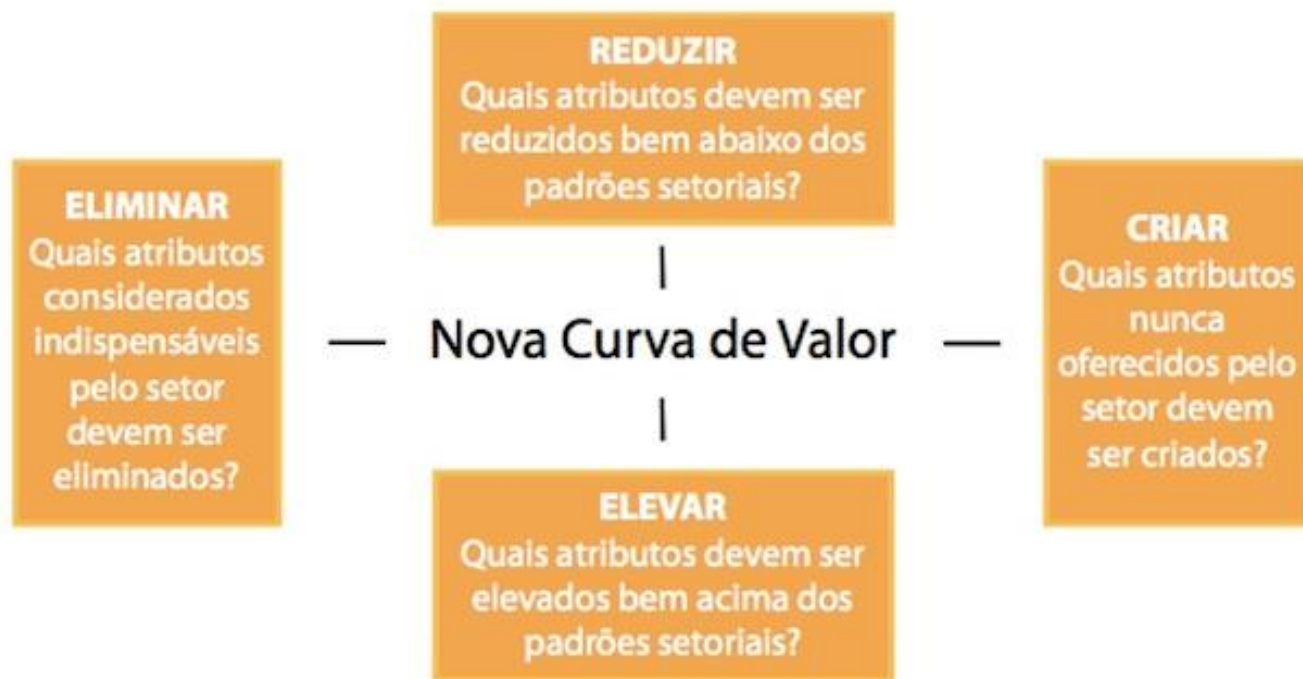 REDUZIR
Quais atributos devem ser
reduzidos bem abaixo dos
padrões setoriais?
ELIMINAR
Quais atributos
considerados
indispensáveis
pelo setor
devem ser
eliminados?
Nova Curva de Valor
CRIAR
Quais atributos
nunca
oferecidos pelo
setor devem
ser criados?
ELEVAR
Quais atributos devem ser
elevados bem acima dos
padrões setoriais?